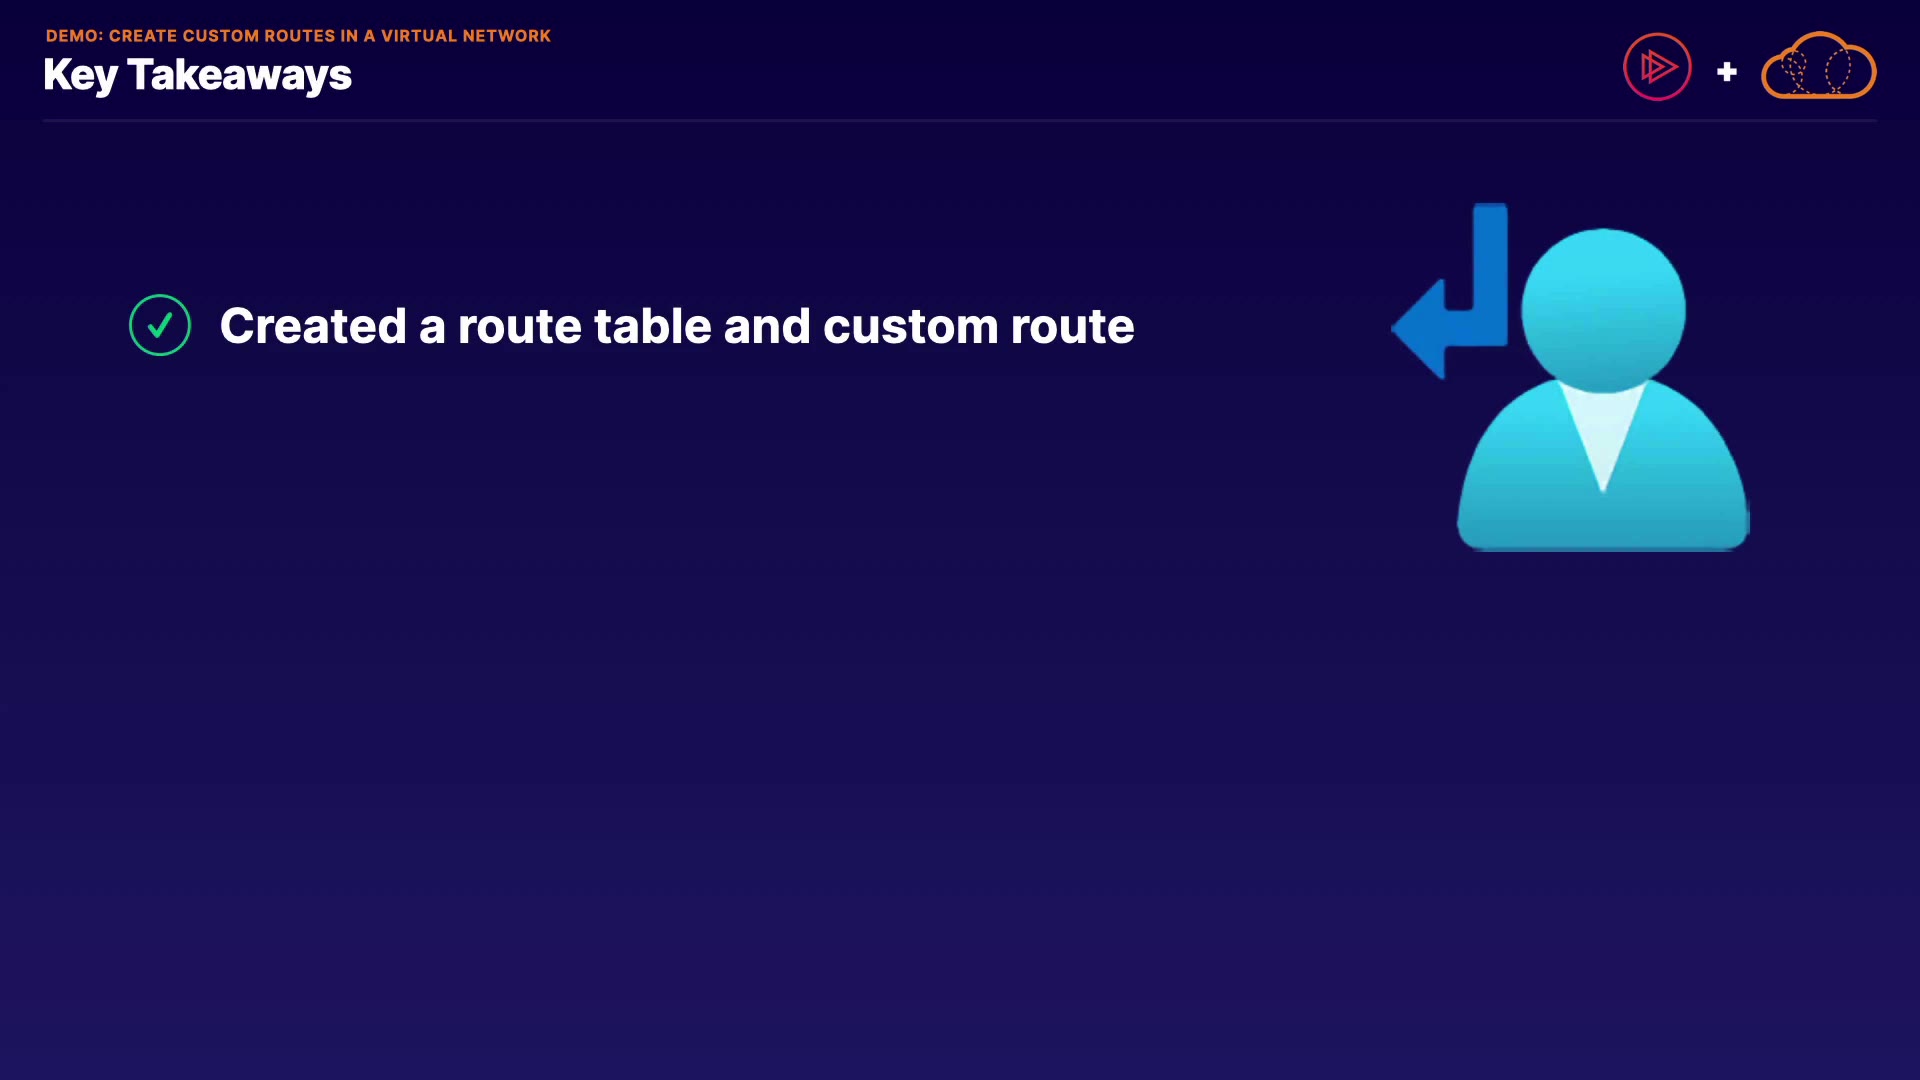 DEMO: CREATE CUSTOM ROUTES IN A VIRTUAL NETWORK
Key Takeaways
+
Created a route table and custom route